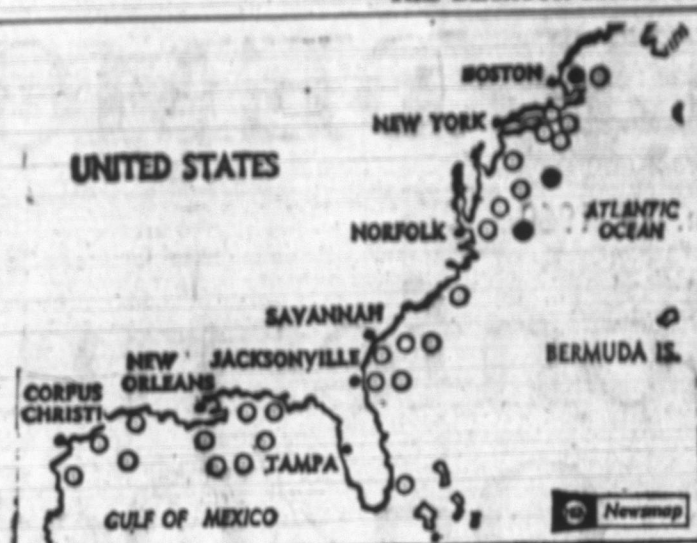 BOSTON
NEW YORK
UNITED STATES
ATLANTIC
OCEAN
NORFOLK
SAVANNAH
BERMUDA IS.
NEW
ORLEANS
JACKSONVILLE
CORPUS
CHRISTI
TAMPA
GULF OF MEXICO
Newsmap